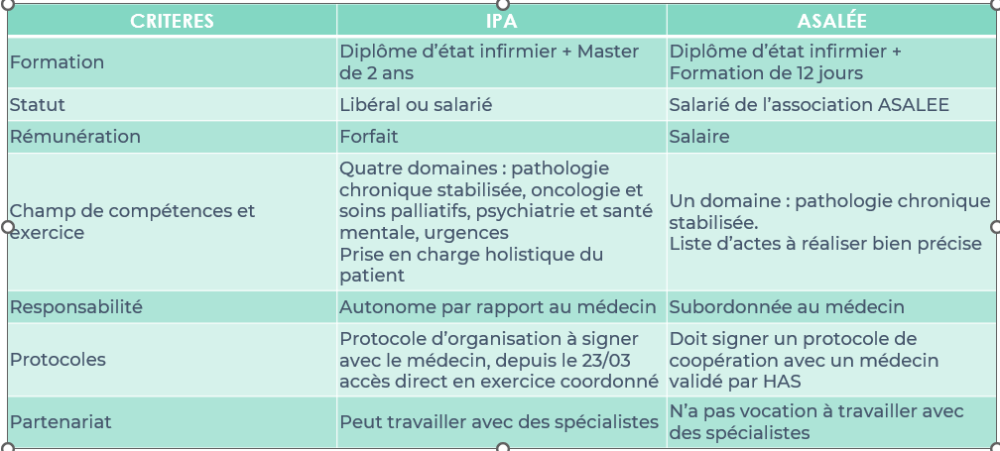 CRITERES IPA ASALÉE
Formation
Diplôme d'état infirmier + Master
de 2 ans
Diplôme d'état infirmier +
Formation de 12 jours
Statut
Libéral ou salarié
Salarié de l'association ASALEE
Rémunération
Forfait
Salaire
Champ de compétences et
exercice
Quatre domaines : pathologie
chronique stabilisée, oncologie et
soins palliatifs, psychiatrie et santé
mentale, urgences
Prise en charge holistique du
patient
Un domaine : pathologie chronique
stabilisée.
Liste d'actes à réaliser bien précise
Responsabilité
Autonome par rapport au médecin
Subordonnée au médecin
Protocoles
Protocole d'organisation à signer
avec le médecin, depuis le 23/03
accès direct en exercice coordonné
Doit signer un protocole de
coopération avec un médecin
validé par HAS
Partenariat
Peut travailler avec des spécialistes
N'a pas vocation à travailler avec
des spécialistes